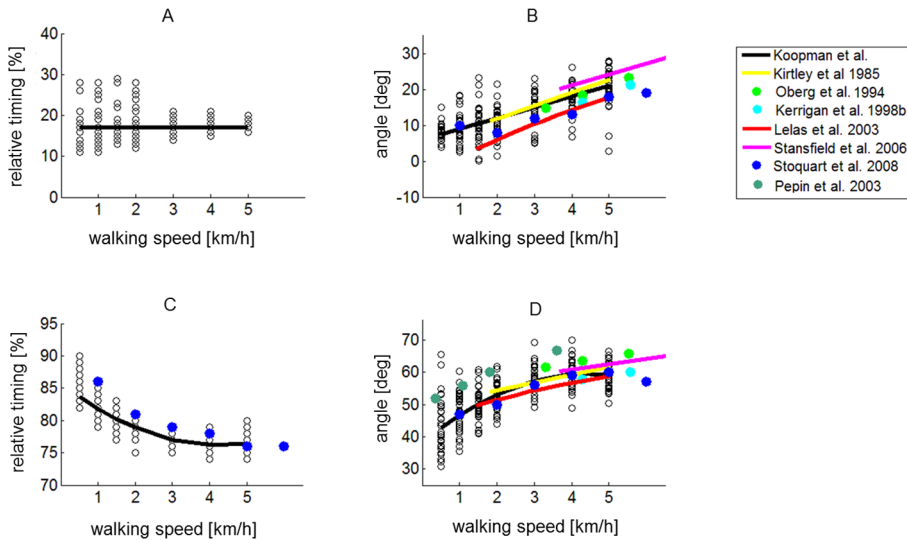 A
relative timing [%]
40
30
20
10
0
1 2 3 4 5
walking speed [km/h]
B
angle [deg]
30
20
10
0
-10
1 2 3 4 5
walking speed [km/h]
Koopman et al.
Kirtley et al 1985
Oberg et al. 1994
Kerrigan et al. 1998b
Lelas et al. 2003
Stansfield et al. 2006
Stoquart et al. 2008
Pepin et al. 2003
C
relative timing [%]
95
90
85
80
75
1 2 3 4 5
walking speed [km/h]
D
angle [deg]
70
60
50
40
30
1 2 3 4 5
walking speed [km/h]